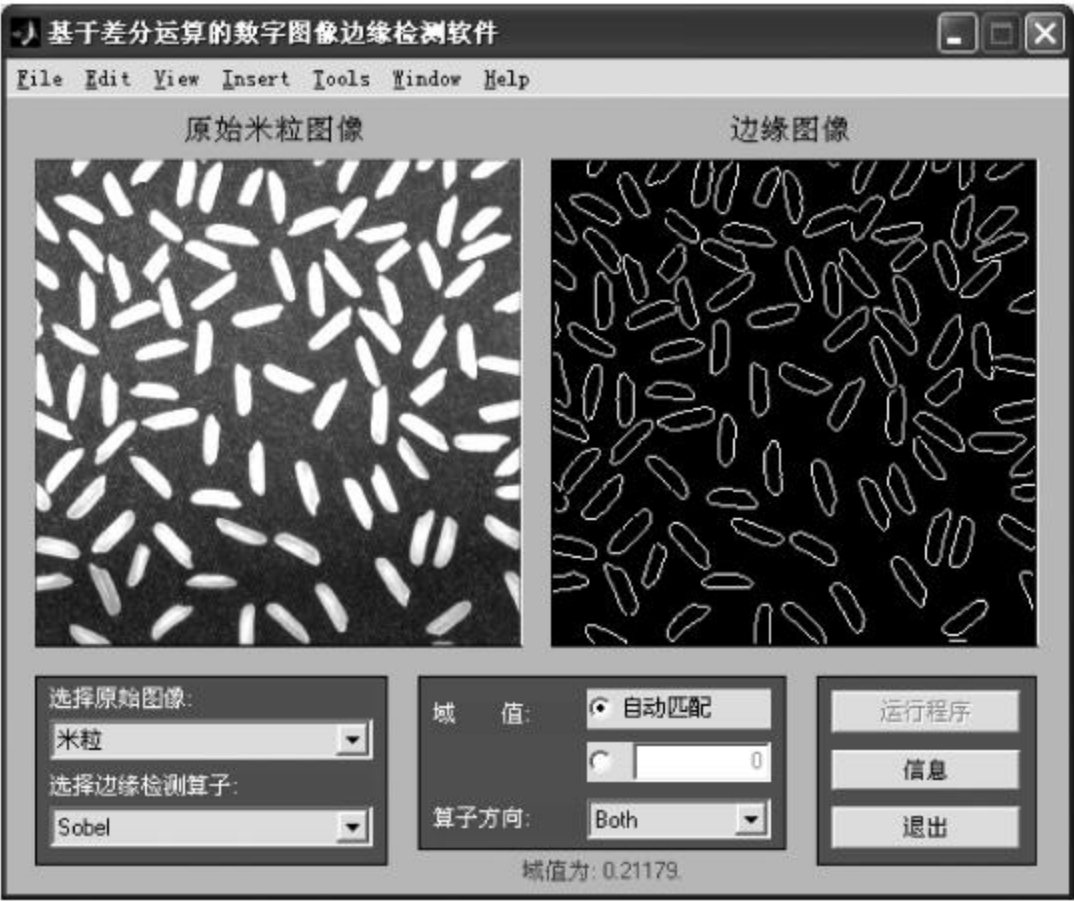 基于差分运算的数字图像边缘检测软件
File Edit View Insert Tools Window Help
原始米粒图像
边缘图像
选择原始图像:
米粒
选择边缘检测算子:
Sobel
域 值:
自动匹配
0
算子方向:
Both
域值为: 0.21179.
运行程序
信息
退出